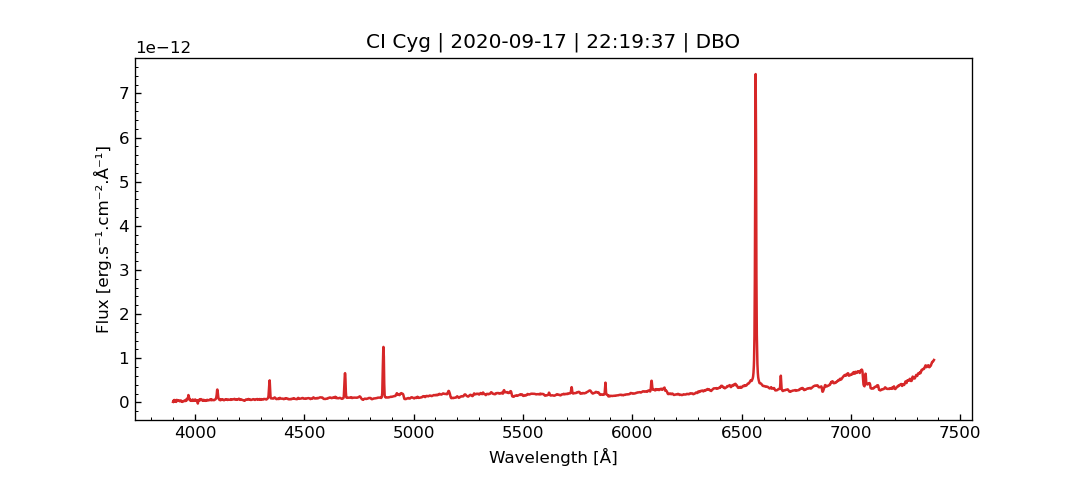 CI Cyg | 2020-09-17 | 22:19:37 | DBO
1e−12
7
6
5
4
3
2
1
0
Flux [erg.s⁻¹.cm⁻².Å⁻¹]
4000 4500 5000 5500 6000 6500 7000 7500
Wavelength [Å]